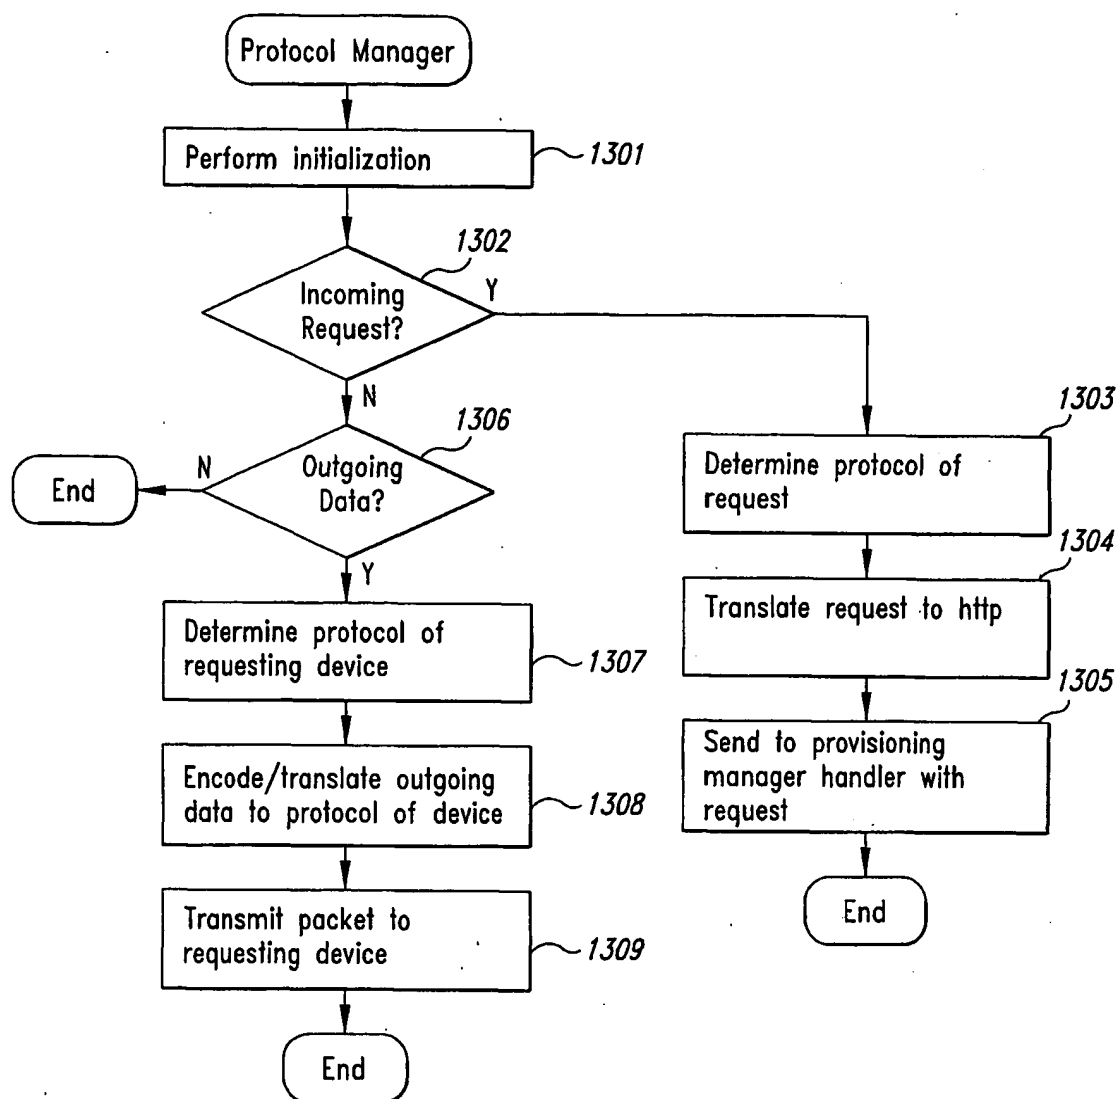 Protocol Manager
Perform initialization
1301
1302
Incoming
Request?
Y
N
1306
Outgoing
Data?
N
End
Y
Determine protocol of
requesting device
1307
Encode/translate outgoing
data to protocol of device
1308
Transmit packet to
requesting device
1309
End
1303
Determine protocol of
request
1304
Translate request to http
1305
Send to provisioning
manager handler with
request
End